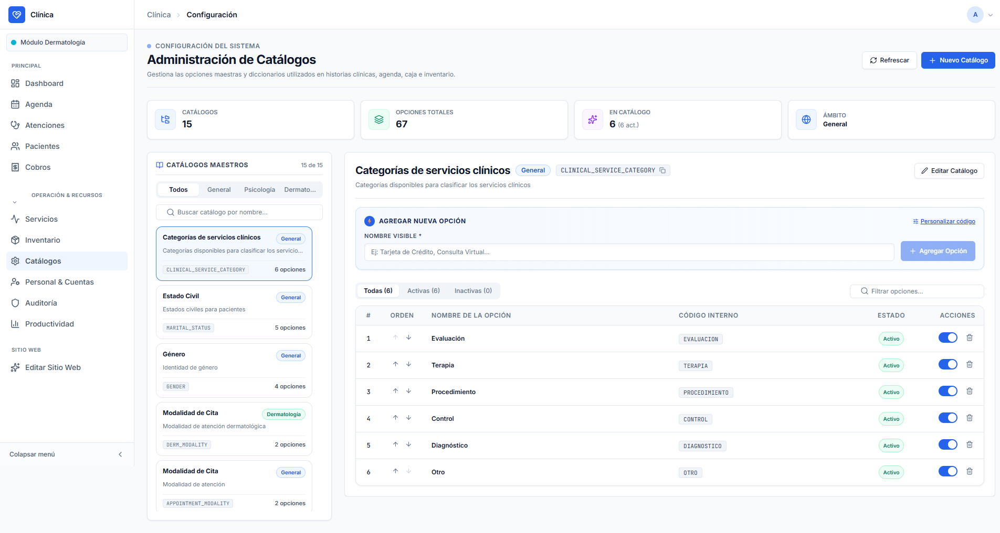 Clínica
Módulo Dermatología
PRINCIPAL
Dashboard
Agenda
Atenciones
Pacientes
Cobros
OPERACIÓN & RECURSOS
Servicios
Inventario
Catálogos
Personal & Cuentas
Auditoría
Productividad
SITIO WEB
Editar Sitio Web
Colapsar menú
Clínica Configuración
A
CONFIGURACIÓN DEL SISTEMA
Administración de Catálogos
Gestiona las opciones maestras y diccionarios utilizados en historias clínicas, agenda, caja e inventario.
Refrescar
Nuevo Catálogo
CATÁLOGOS
15
OPCIONES TOTALES
67
EN CATÁLOGO
6 (6 act.)
ÁMBITO
General
CATÁLOGOS MAESTROS 15 de 15
Todos General Psicología Dermato...
Buscar catálogo por nombre...
Categorías de servicios clínicos General
Categorías disponibles para clasificar los servicio...
CLINICAL_SERVICE_CATEGORY 6 opciones
Estado Civil General
Estados civiles para pacientes
MARITAL_STATUS 5 opciones
Género General
Identidad de género
GENDER 4 opciones
Modalidad de Cita Dermatología
Modalidad de atención dermatológica
DERM_MODALITY 2 opciones
Modalidad de Cita General
Modalidad de atención
APPOINTMENT_MODALITY 2 opciones
Categorías de servicios clínicos General CLINICAL_SERVICE_CATEGORY
Editar Catálogo
Categorías disponibles para clasificar los servicios clínicos
AGREGAR NUEVA OPCIÓN
Personalizar código
NOMBRE VISIBLE *
Ej: Tarjeta de Crédito, Consulta Virtual...
Agregar Opción
Todas (6) Activas (6) Inactivas (0)
Filtrar opciones...
# ORDEN NOMBRE DE LA OPCIÓN CÓDIGO INTERNO ESTADO ACCIONES
1 Evaluación EVALUACION Activo
2 Terapia TERAPIA Activo
3 Procedimiento PROCEDIMIENTO Activo
4 Control CONTROL Activo
5 Diagnóstico DIAGNOSTICO Activo
6 Otro OTRO Activo